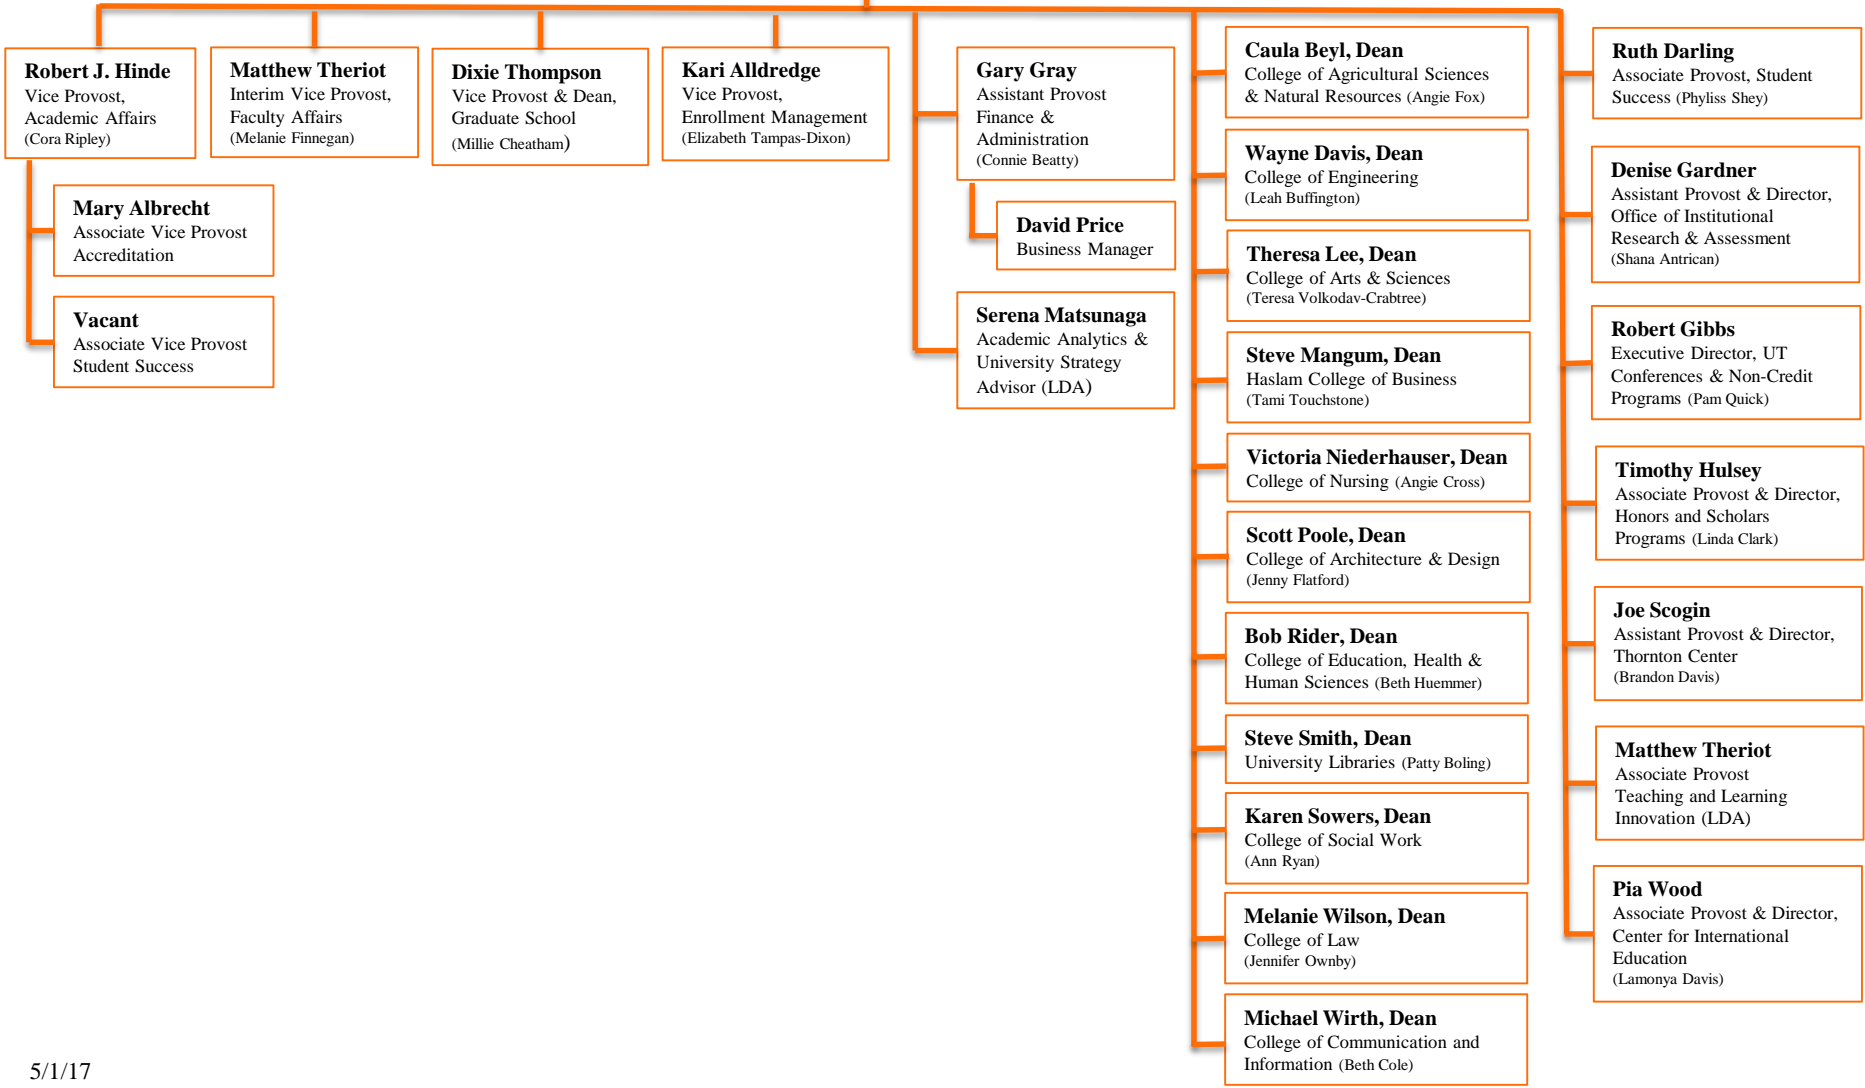 Robert J. Hinde
Vice Provost,
Academic Affairs
(Cora Ripley)
Mary Albrecht
Associate Vice Provost
Accreditation
Vacant
Associate Vice Provost
Student Success
Matthew Theriot
Interim Vice Provost,
Faculty Affairs
(Melanie Finnegan)
Dixie Thompson
Vice Provost & Dean,
Graduate School
(Millie Cheatham)
Kari Alldredge
Vice Provost,
Enrollment Management
(Elizabeth Tampas-Dixon)
Gary Gray
Assistant Provost
Finance &
Administration
(Connie Beatty)
David Price
Business Manager
Serena Matsunaga
Academic Analytics &
University Strategy
Advisor (LDA)
Caula Beyl, Dean
College of Agricultural Sciences
& Natural Resources (Angie Fox)
Wayne Davis, Dean
College of Engineering
(Leah Buffington)
Theresa Lee, Dean
College of Arts & Sciences
(Teresa Volkodav-Crabtree)
Steve Mangum, Dean
Haslam College of Business
(Tami Touchstone)
Victoria Niederhauser, Dean
College of Nursing (Angie Cross)
Scott Poole, Dean
College of Architecture & Design
(Jenny Flatford)
Bob Rider, Dean
College of Education, Health &
Human Sciences (Beth Huemmer)
Steve Smith, Dean
University Libraries (Patty Boling)
Karen Sowers, Dean
College of Social Work
(Ann Ryan)
Melanie Wilson, Dean
College of Law
(Jennifer Ownby)
Michael Wirth, Dean
College of Communication and
Information (Beth Cole)
Ruth Darling
Associate Provost, Student
Success (Phyliss Shey)
Denise Gardner
Assistant Provost & Director,
Office of Institutional
Research & Assessment
(Shana Antrican)
Robert Gibbs
Executive Director, UT
Conferences & Non-Credit
Programs (Pam Quick)
Timothy Hulsey
Associate Provost & Director,
Honors and Scholars
Programs (Linda Clark)
Joe Scogin
Assistant Provost & Director,
Thornton Center
(Brandon Davis)
Matthew Theriot
Associate Provost
Teaching and Learning
Innovation (LDA)
Pia Wood
Associate Provost & Director,
Center for International
Education
(Lamonya Davis)
5/1/17